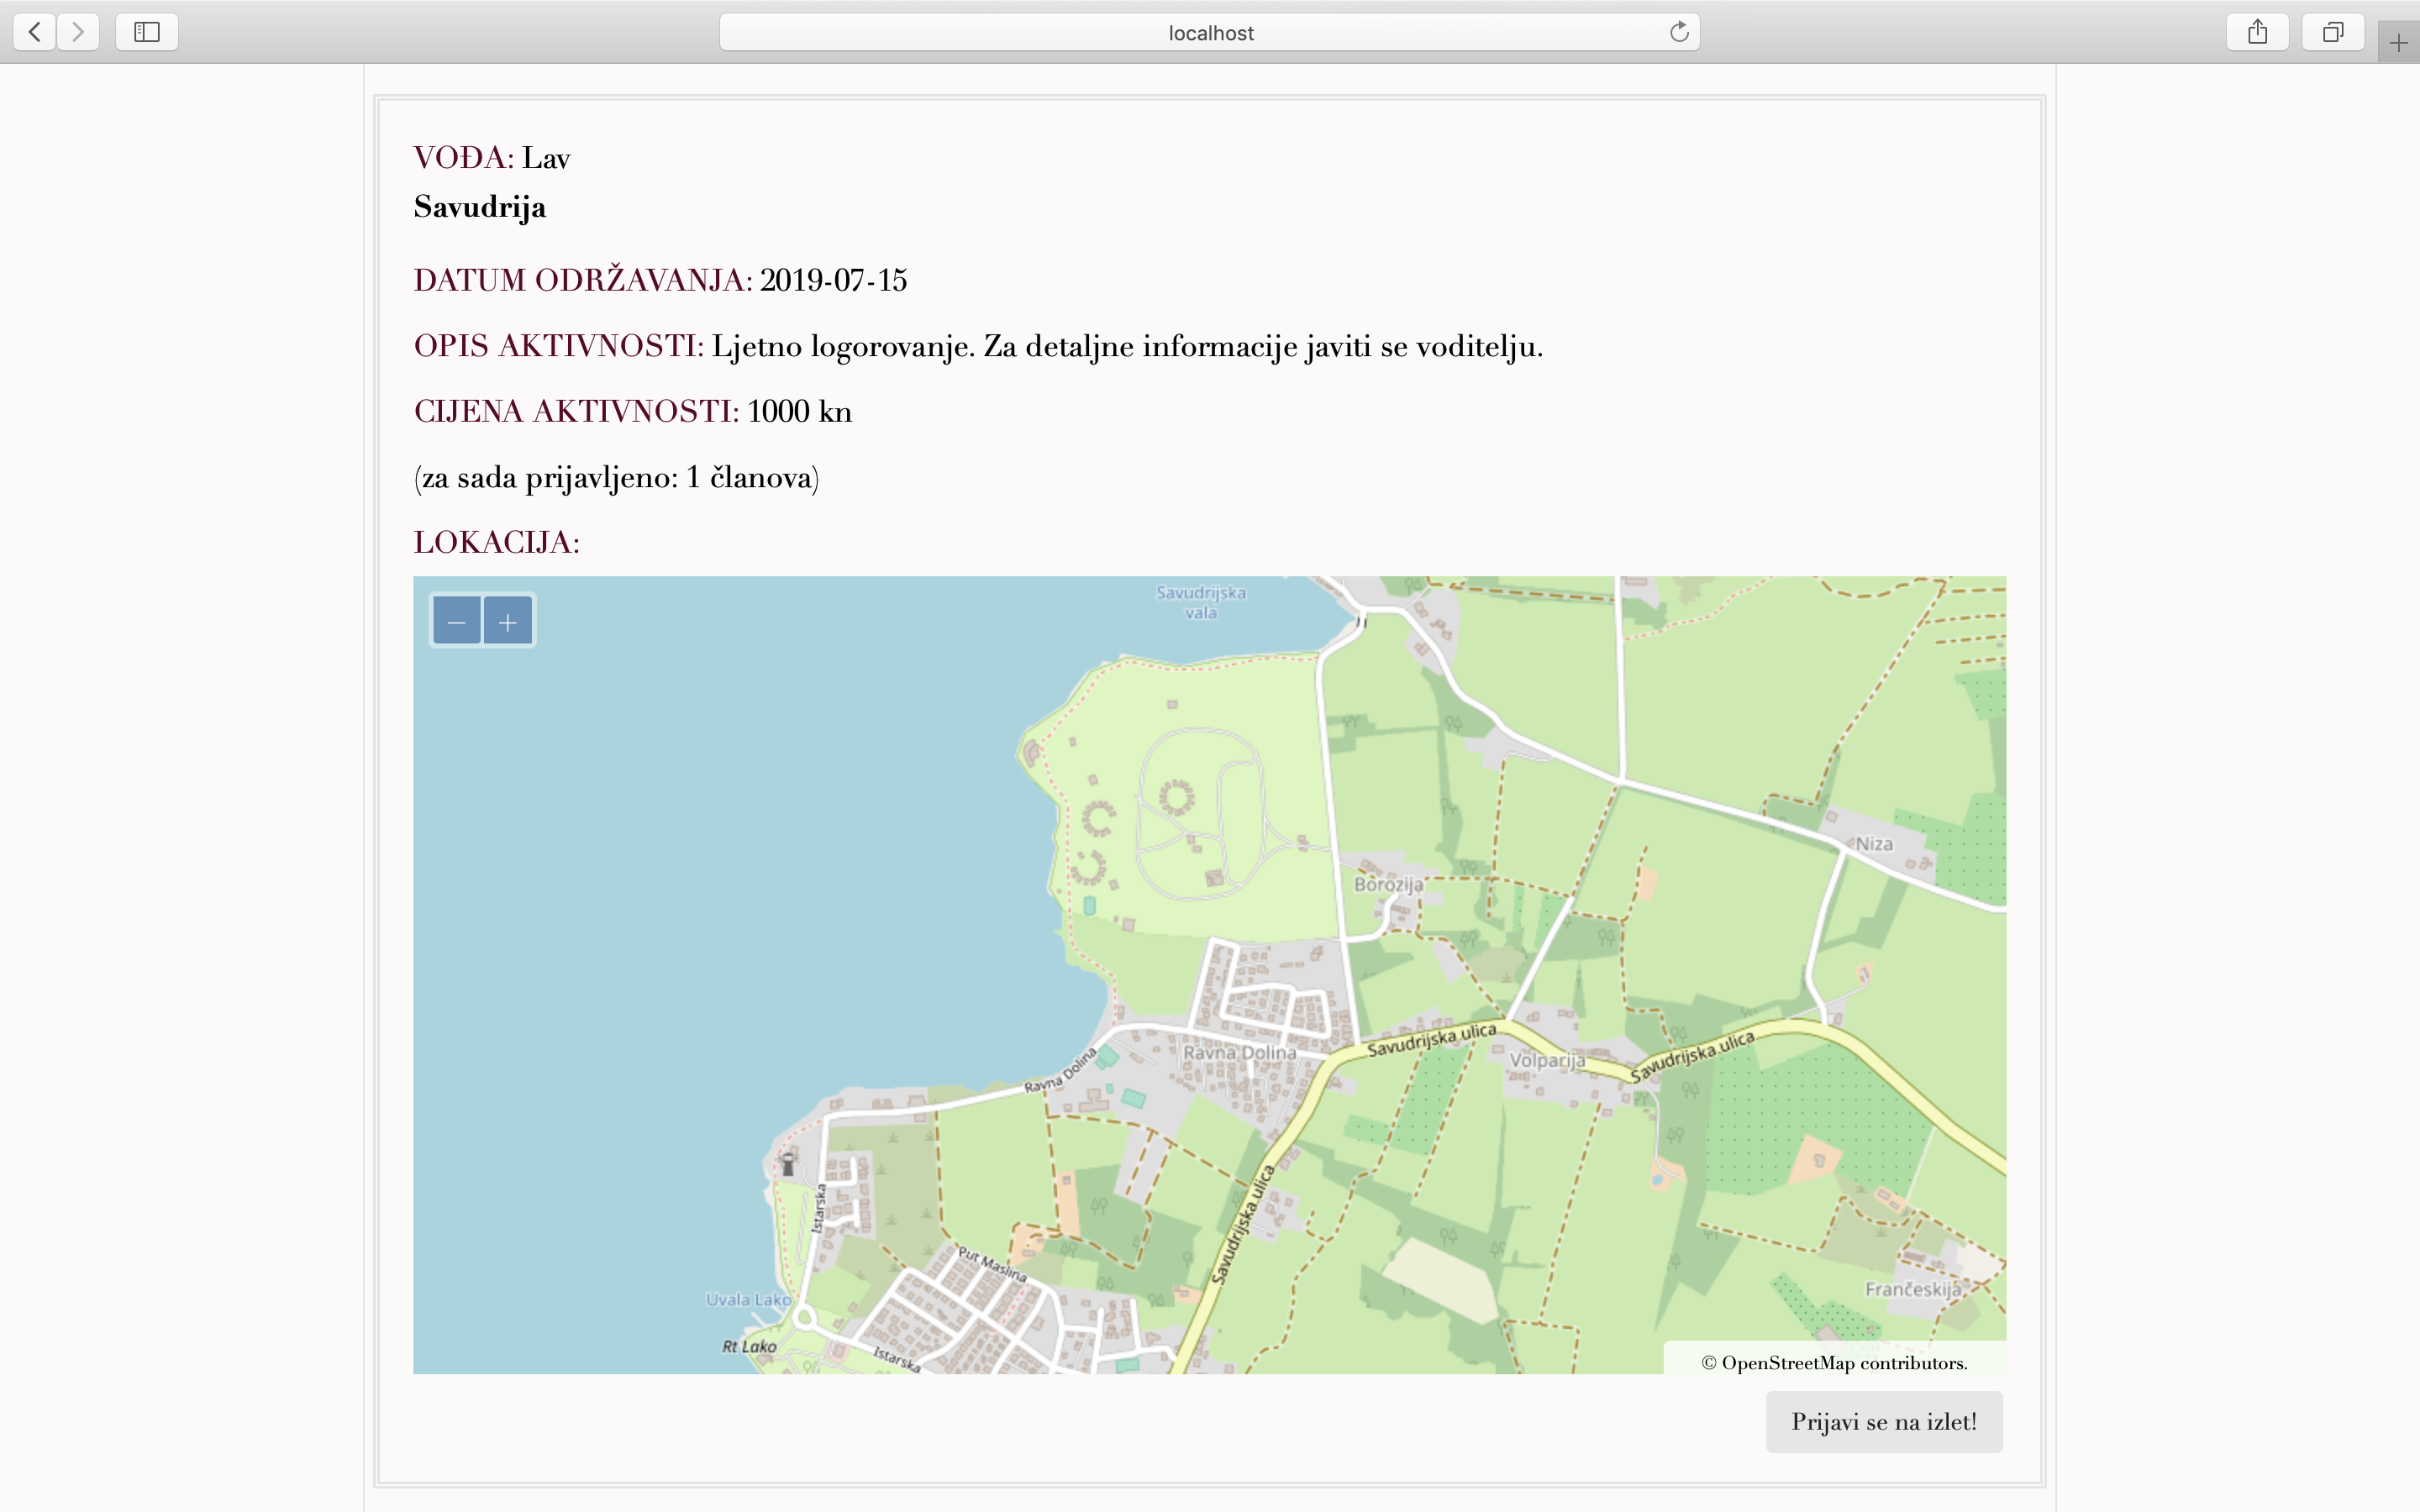 localhost
VOĐA: Lav
Savudrija
DATUM ODRŽAVANJA: 2019-07-15
OPIS AKTIVNOSTI: Ljetno logorovanje. Za detaljne informacije javiti se voditelju.
CIJENA AKTIVNOSTI: 1000 kn
(za sada prijavljeno: 1 članova)
LOKACIJA:
− +
Savudrijska
vala
Niza
Borozija
Savudrijska ulica
Savudrijska ulica
Ravna Dolina
Volparija
Ravna Dolina
Istarska
Savudrijska ulica
Put Maslina
Frančeskija
Uvala Lako
Rt Lako
Istarska
© OpenStreetMap contributors.
Prijavi se na izlet!